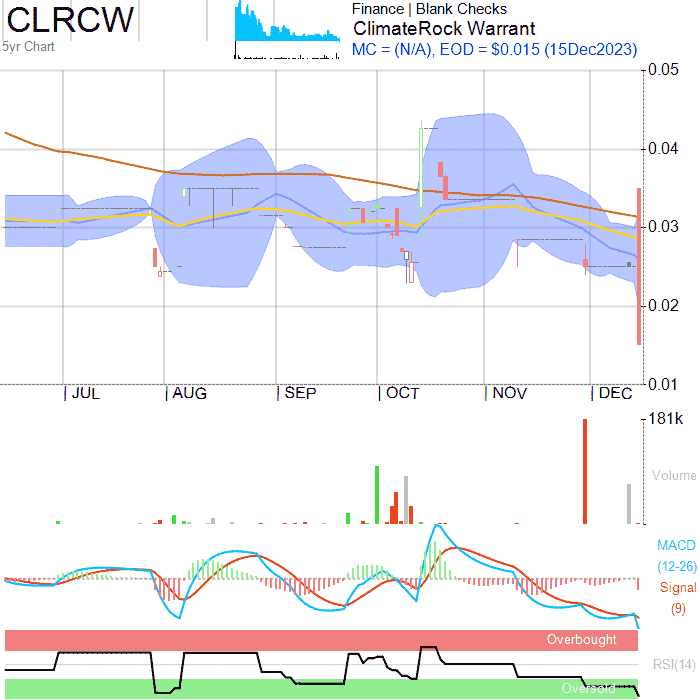 CLRCW
5yr Chart
Finance | Blank Checks
ClimateRock Warrant
MC = (N/A), EOD = $0.015 (15Dec2023)
0.05
0.04
0.03
0.02
0.01
JUL AUG SEP OCT NOV DEC
181k
Volume
MACD
(12-26)
Signal
(9)
Overbought
RSI(14)
Oversold